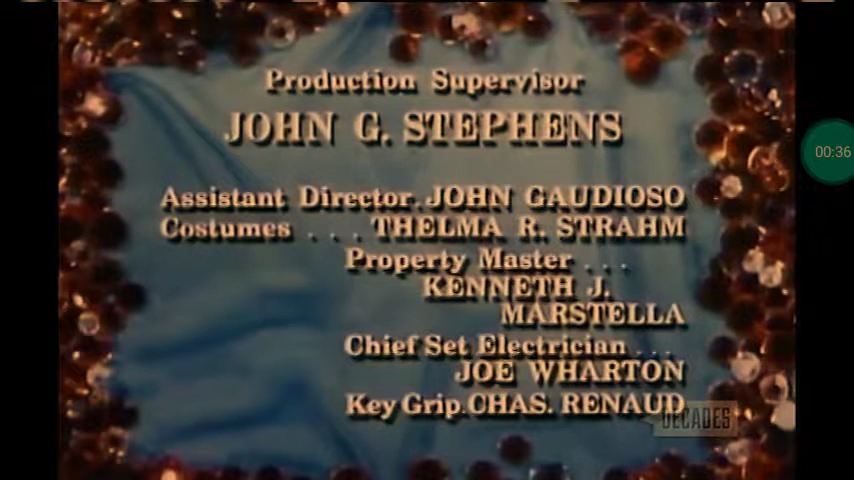 Production Supervisor
JOHN G. STEPHENS
Assistant Director. JOHN GAUDIOSO
Costumes . . . THELMA R. STRAHM
Property Master . . .
KENNETH J.
MARSTELLA
Chief Set Electrician . . .
JOE WHARTON
Key Grip. CHAS. RENAUD
DECADES
00:36